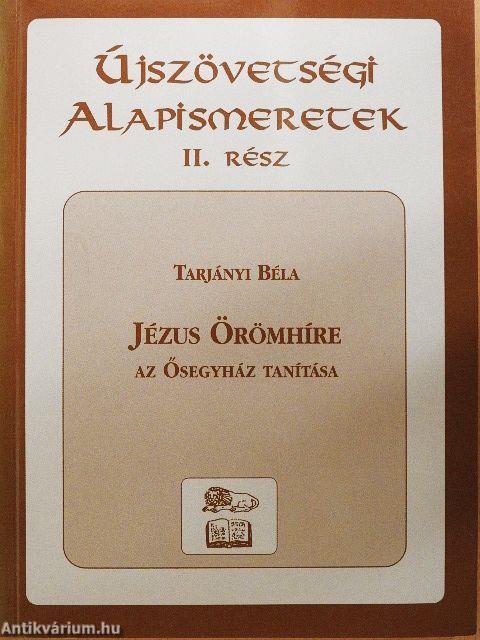 Újszövetségi
Alapismeretek
II. rész
Tarjányi Béla
Jézus Örömhíre
az Ősegyház tanítása
Antikvárium.hu